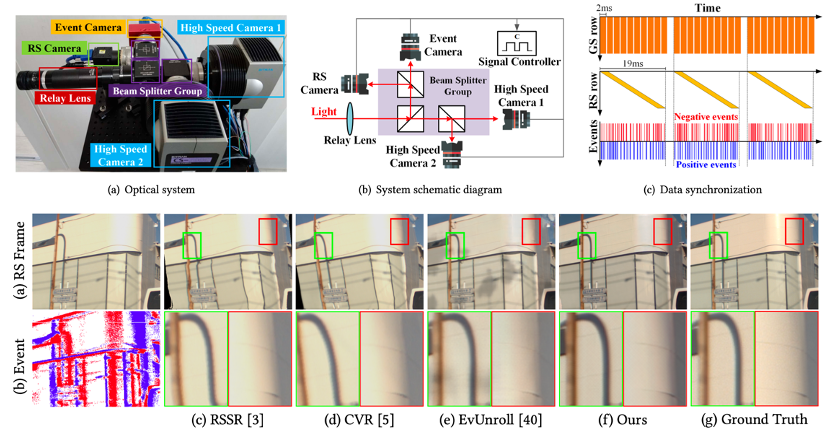 Event Camera
High Speed Camera 1
RS Camera
Relay Lens
Beam Splitter Group
High Speed
Camera 2
(a) Optical system
Event
Camera
C
Signal Controller
RS
Camera
Beam Splitter
Group
High Speed
Camera 1
Light
Relay Lens
High Speed
Camera 2
(b) System schematic diagram
2ms
Time
GS row
19ms
RS row
Negative events
Events
Positive events
(c) Data synchronization
(a) RS Frame
(b) Event
(c) RSSR [3]
(d) CVR [5]
(e) EvUnroll [40]
(f) Ours
(g) Ground Truth